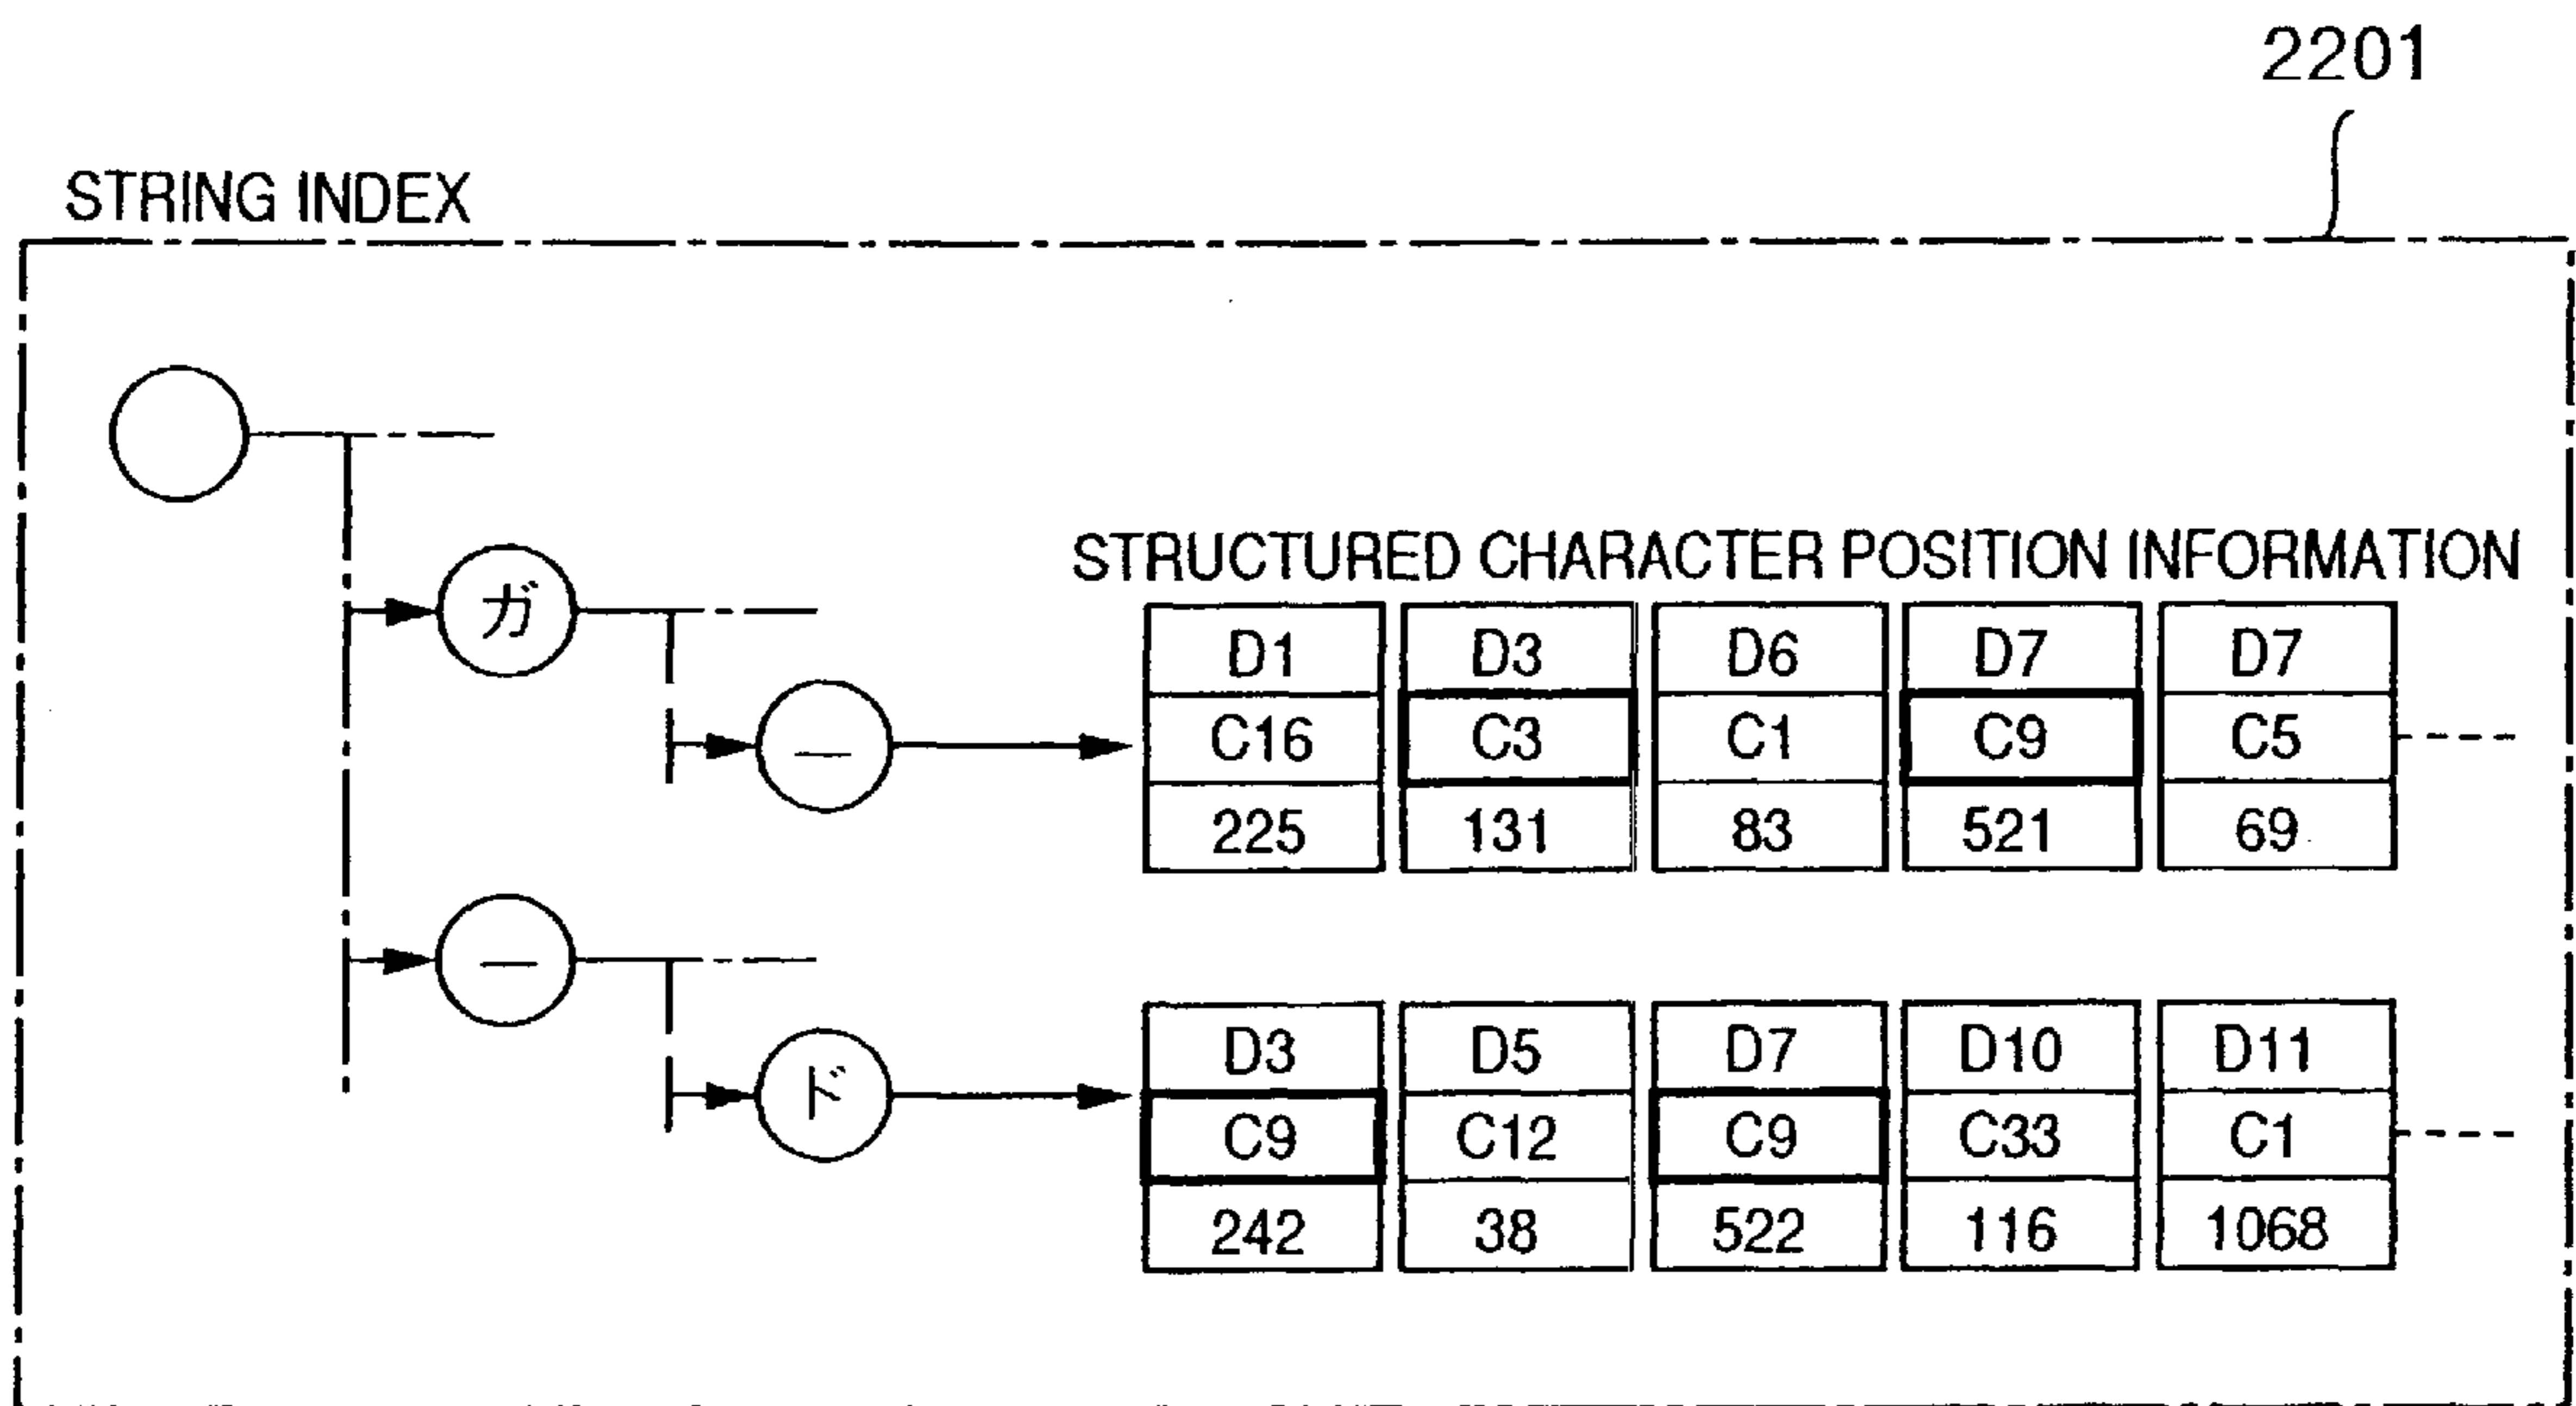 2201
STRING INDEX
STRUCTURED CHARACTER POSITION INFORMATION
ガ
D1 D3 D6 D7 D7
ー
C16 C3 C1 C9 C5
225 131 83 521 69
ー
D3 D5 D7 D10 D11
ド
C9 C12 C9 C33 C1
242 38 522 116 1068